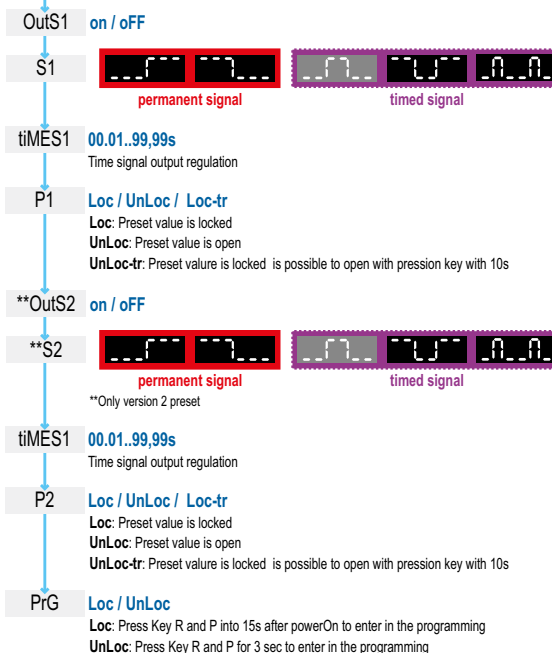 OutS1 on / oFF
S1
permanent signal timed signal
tiMES1 00.01..99,99s
Time signal output regulation
P1 Loc / UnLoc / Loc-tr
Loc: Preset value is locked
UnLoc: Preset value is open
UnLoc-tr: Preset valure is locked is possible to open with pression key with 10s
**OutS2 on / oFF
**S2
permanent signal timed signal
**Only version 2 preset
tiMES1 00.01..99,99s
Time signal output regulation
P2 Loc / UnLoc / Loc-tr
Loc: Preset value is locked
UnLoc: Preset value is open
UnLoc-tr: Preset valure is locked is possible to open with pression key with 10s
PrG Loc / UnLoc
Loc: Press Key R and P into 15s after powerOn to enter in the programming
UnLoc: Press Key R and P for 3 sec to enter in the programming